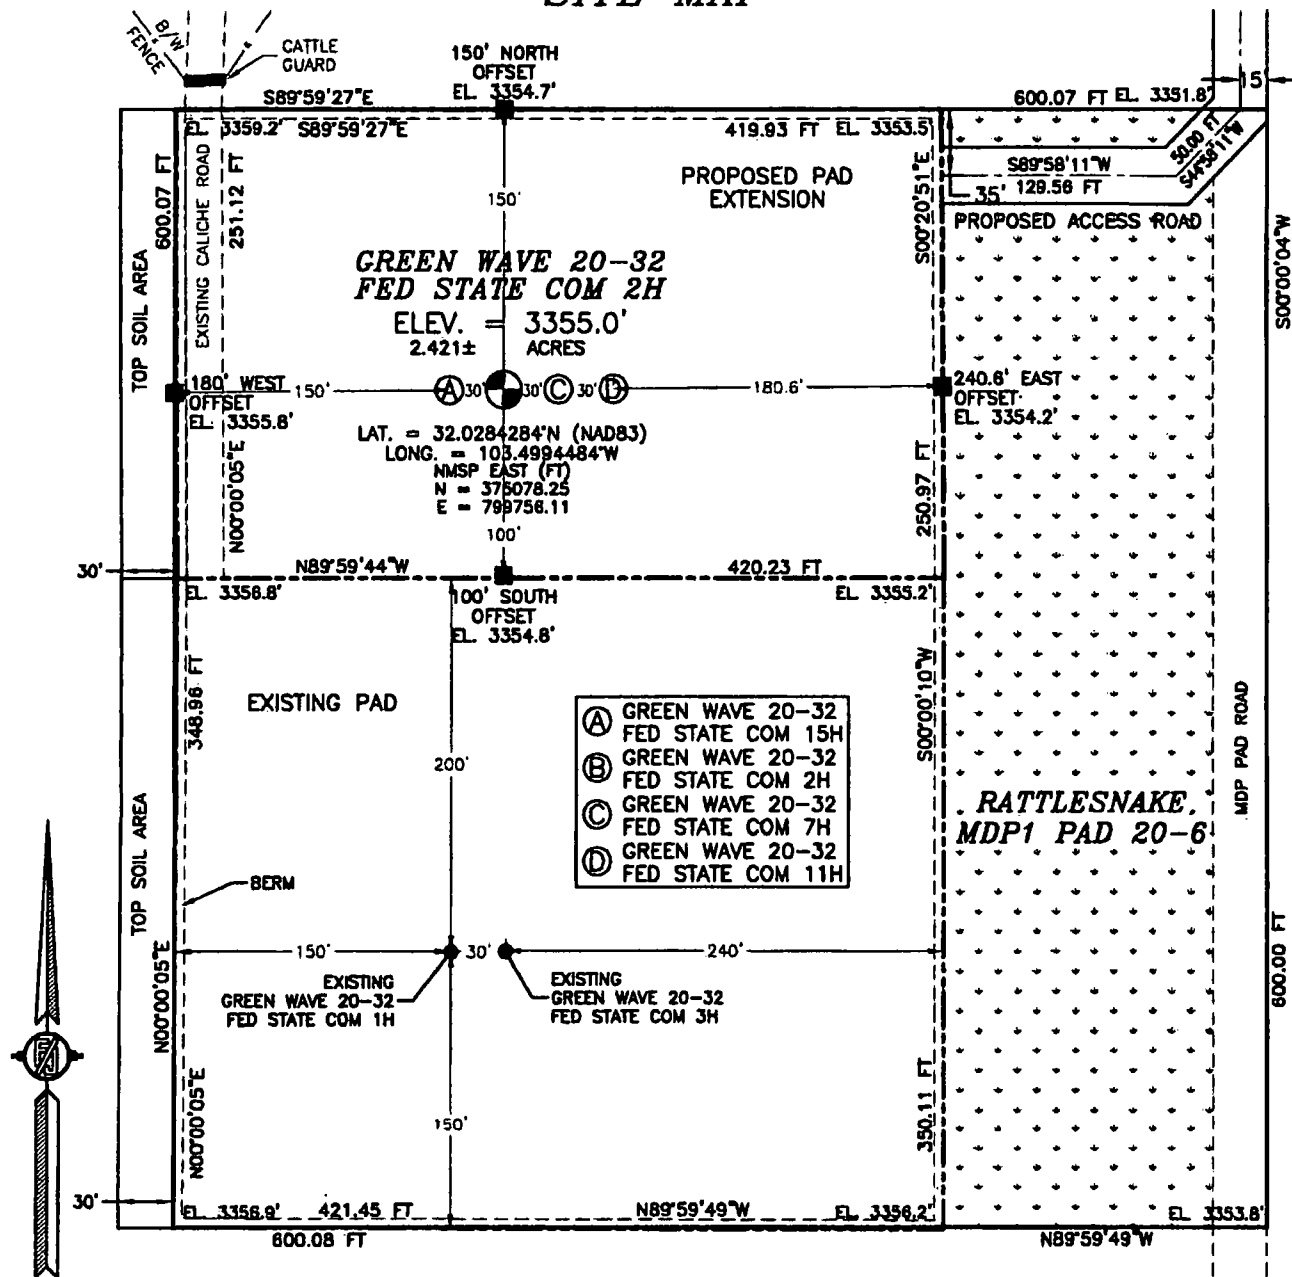 SITE MAP
B/W
FENCE
CATTLE
GUARD
150' NORTH
OFFSET
EL. 3354.7'
15'
S89°59'27"E
600.07 FT EL. 3351.8'
EL. 3359.2' S89°59'27"E
419.93 FT EL. 3353.5'
TOP SOIL AREA
600.07 FT
EXISTING CALICHE ROAD
251.12 FT
150'
PROPOSED PAD
EXTENSION
S00°20'51"E
50.00 FT
S44°58'11"W
S89°58'11"W
129.56 FT
35'
PROPOSED ACCESS ROAD
S00°00'04"W
GREEN WAVE 20-32
FED STATE COM 2H
ELEV. = 3355.0'
2.421± ACRES
180' WEST
OFFSET
EL. 3355.8'
150'
A 30' 30' C 30' D
180.6'
240.6' EAST
OFFSET
EL. 3354.2'
LAT. = 32.0284284°N (NAD83)
LONG. = 103.4994484°W
NMSP EAST (FT)
N = 375078.25
E = 799756.11
N00°00'05"E
250.97 FT
100'
30'
N89°59'44"W
420.23 FT
EL. 3356.8'
100' SOUTH
OFFSET
EL. 3354.8'
EL. 3355.2'
348.96 FT
EXISTING PAD
200'
S00°00'10"W
MDP PAD ROAD
A GREEN WAVE 20-32
FED STATE COM 15H
B GREEN WAVE 20-32
FED STATE COM 2H
C GREEN WAVE 20-32
FED STATE COM 7H
D GREEN WAVE 20-32
FED STATE COM 11H
RATTLESNAKE
MDP1 PAD 20-6
TOP SOIL AREA
BERM
150'
30'
240'
EXISTING
GREEN WAVE 20-32
FED STATE COM 1H
EXISTING
GREEN WAVE 20-32
FED STATE COM 3H
N00°00'05"E
600.00 FT
N00°00'05"E
150'
350.11 FT
30'
EL. 3356.9' 421.45 FT
N89°59'49"W
EL. 3356.2'
EL. 3353.8'
600.08 FT
N89°59'49"W